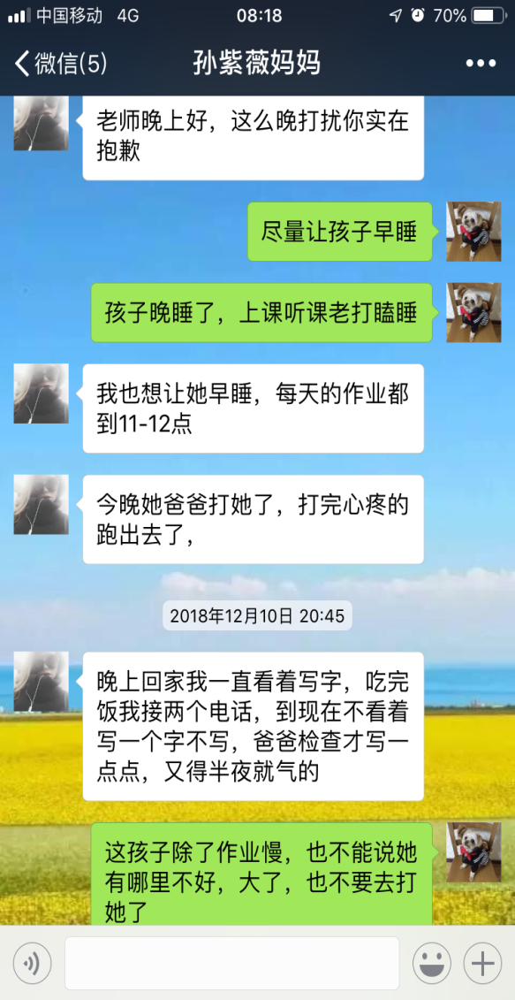 中国移动 4G 08:18 70%
微信(5) 孙紫薇妈妈
老师晚上好，这么晚打扰你实在
抱歉
尽量让孩子早睡
孩子晚睡了，上课听课老打瞌睡
我也想让她早睡，每天的作业都
到11-12点
今晚她爸爸打她了，打完心疼的
跑出去了，
2018年12月10日 20:45
晚上回家我一直看着写字，吃完
饭我接两个电话，到现在不看着
写一个字不写，爸爸检查才写一
点点，又得半夜就气的
这孩子除了作业慢，也不能说她
有哪里不好，大了，也不要去打
她了